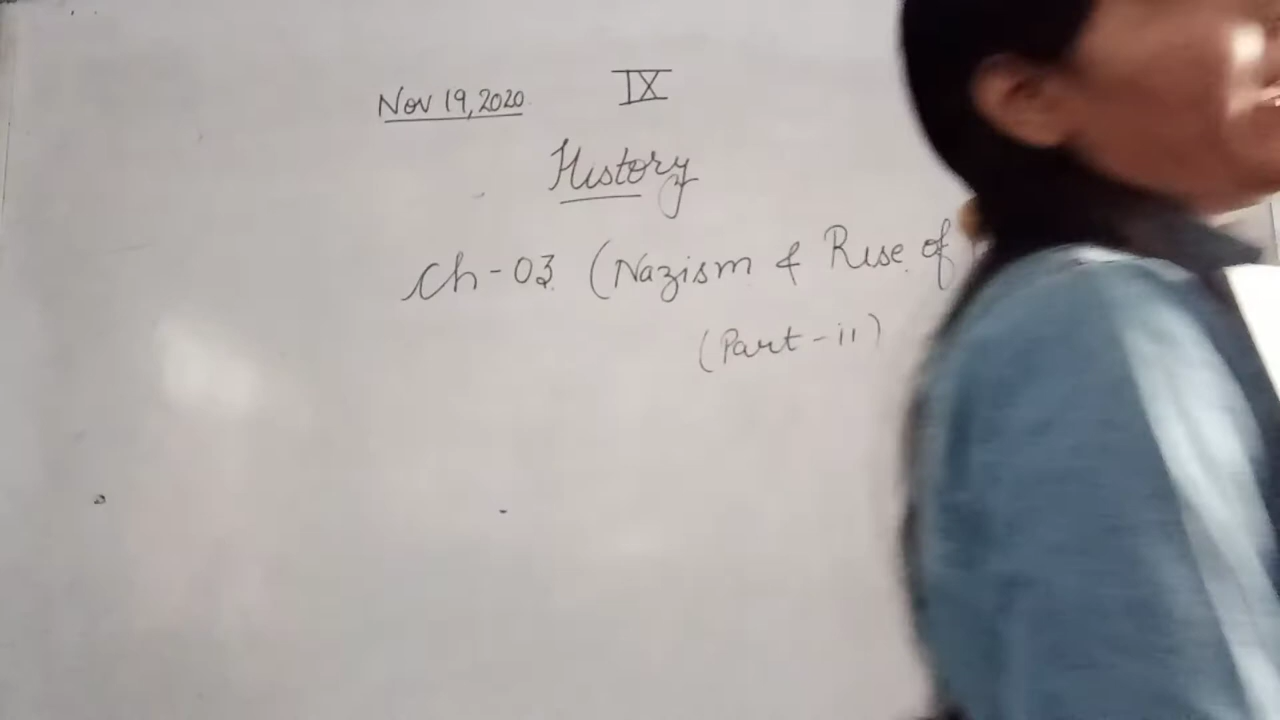 Nov 19, 2020 IX
History
Ch-03 (Nazism & Rise of
(Part-ii)